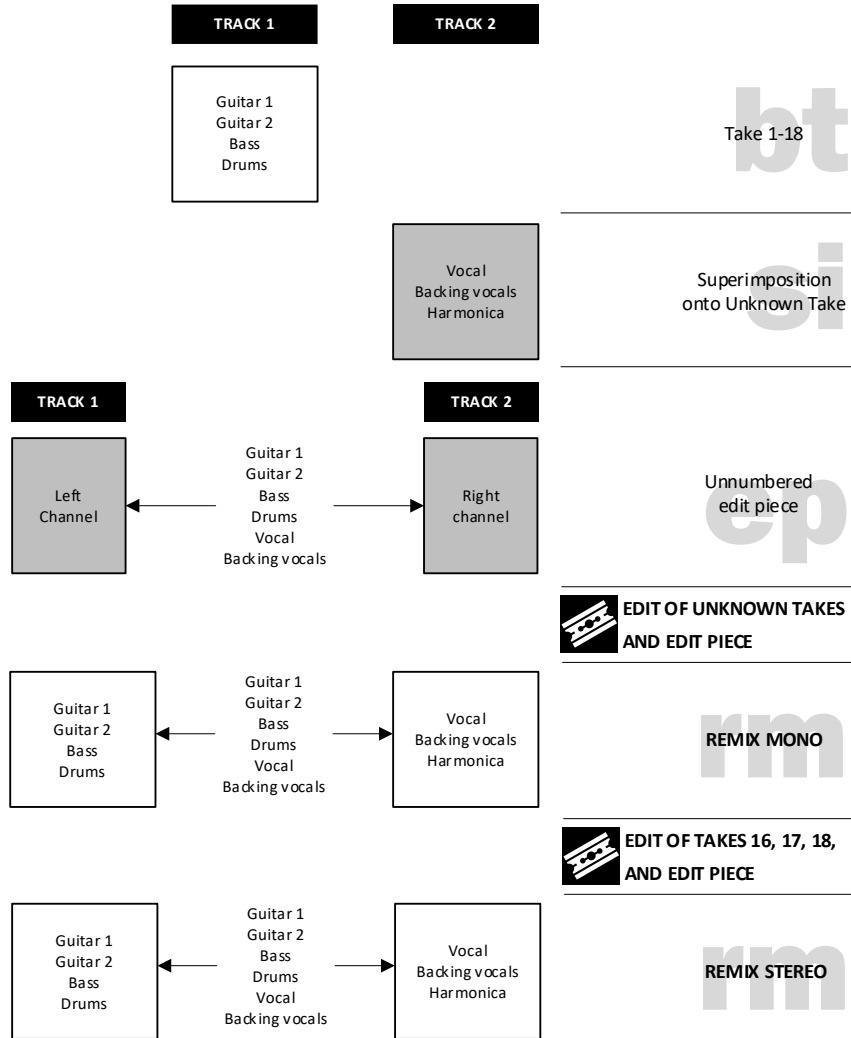 TRACK 1
TRACK 2
Guitar 1
Guitar 2
Bass
Drums
bt
Take 1-18
Vocal
Backing vocals
Harmonica
si
Superimposition
onto Unknown Take
TRACK 1
TRACK 2
Left
Channel
Guitar 1
Guitar 2
Bass
Drums
Vocal
Backing vocals
Right
channel
ep
Unnumbered
edit piece
EDIT OF UNKNOWN TAKES
AND EDIT PIECE
Guitar 1
Guitar 2
Bass
Drums
Guitar 1
Guitar 2
Bass
Drums
Vocal
Backing vocals
Vocal
Backing vocals
Harmonica
rm
REMIX MONO
EDIT OF TAKES 16, 17, 18,
AND EDIT PIECE
Guitar 1
Guitar 2
Bass
Drums
Guitar 1
Guitar 2
Bass
Drums
Vocal
Backing vocals
Vocal
Backing vocals
Harmonica
rm
REMIX STEREO